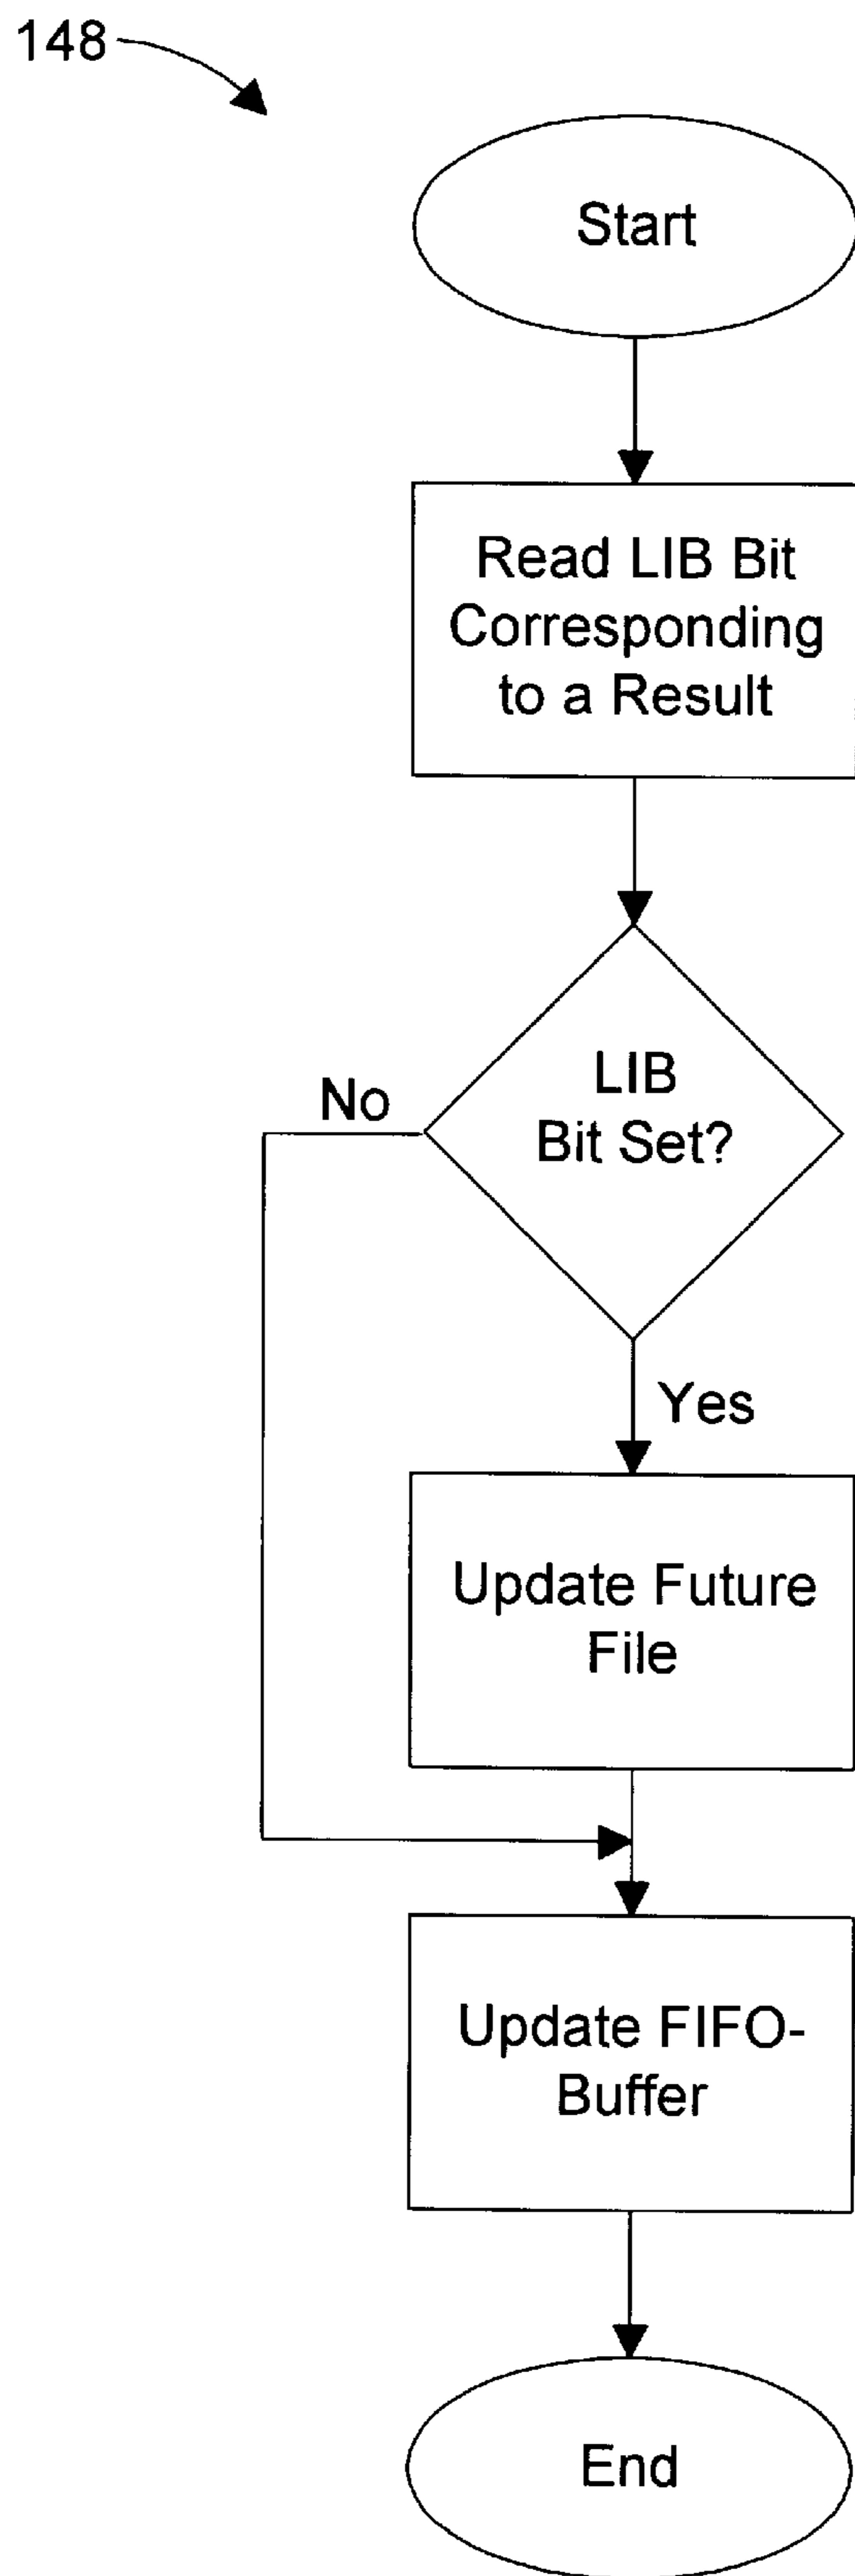 148
Start
Read LIB Bit
Corresponding
to a Result
LIB
Bit Set?
No
Yes
Update Future
File
Update FIFO-
Buffer
End